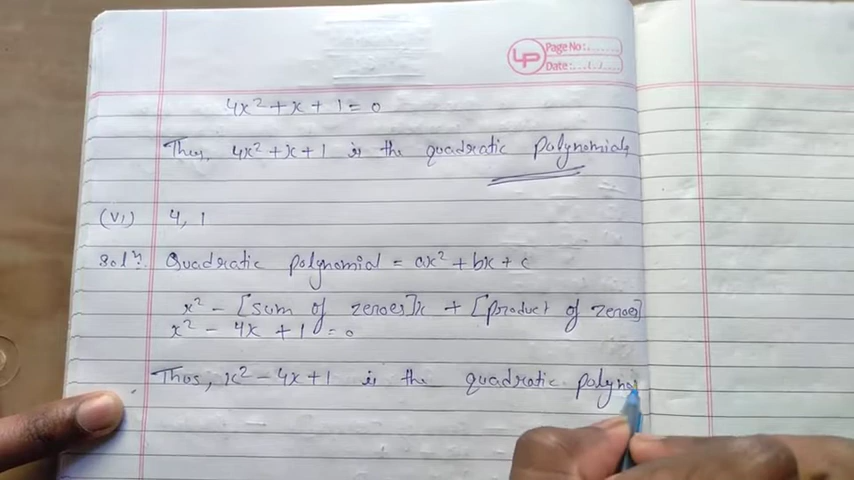 LP Page No:.......
Date:.../.../......
4x² + x + 1 = 0
Thus, 4x² + x + 1 is the quadratic polynomials
(vi) 4, 1
Solⁿ: Quadratic polynomial = ax² + bx + c
x² - [sum of zeroes]x + [product of zeroes]
x² - 4x + 1 = 0
Thus, x² - 4x + 1 is the quadratic polyno